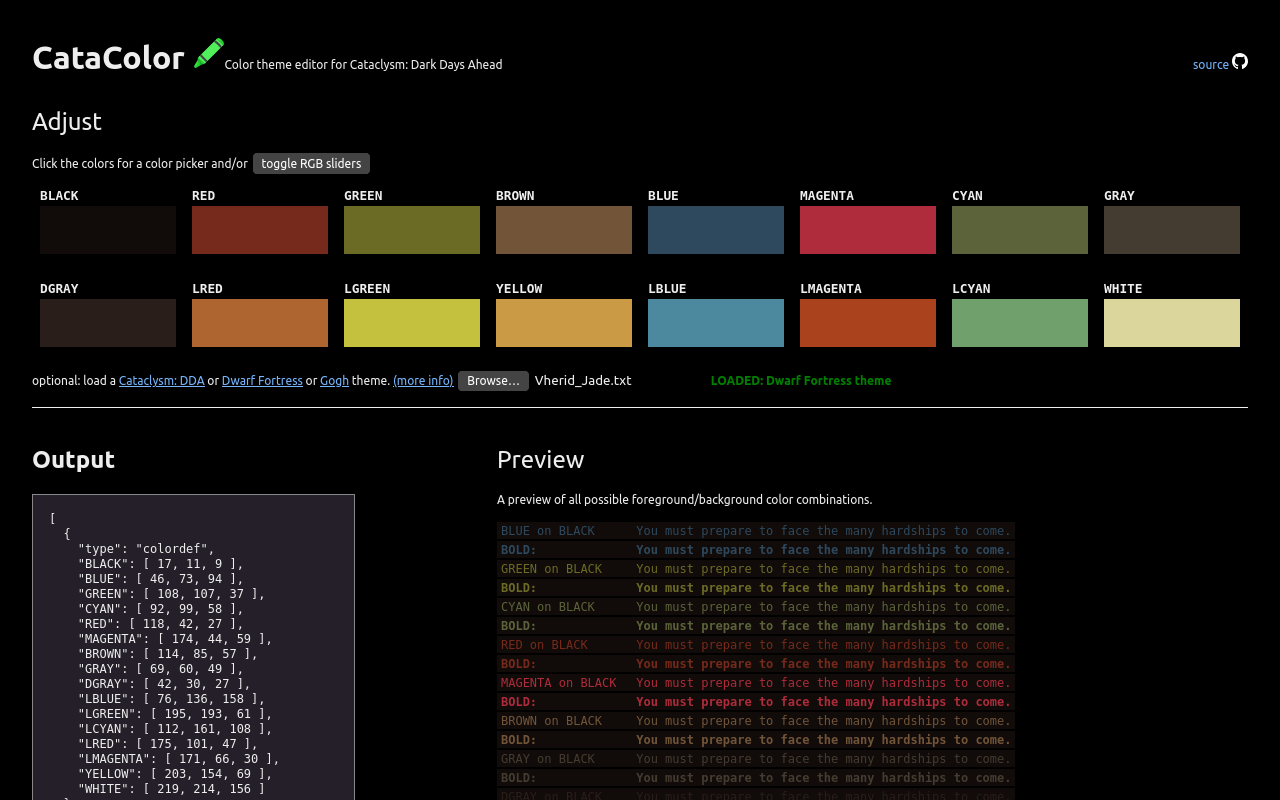 CataColor Color theme editor for Cataclysm: Dark Days Ahead source
Adjust
Click the colors for a color picker and/or toggle RGB sliders
BLACK RED GREEN BROWN BLUE MAGENTA CYAN GRAY
DGRAY LRED LGREEN YELLOW LBLUE LMAGENTA LCYAN WHITE
optional: load a Cataclysm: DDA or Dwarf Fortress or Gogh theme. (more info) Browse... Vherid_Jade.txt LOADED: Dwarf Fortress theme
Output
[
{
"type": "colordef",
"BLACK": [ 17, 11, 9 ],
"BLUE": [ 46, 73, 94 ],
"GREEN": [ 108, 107, 37 ],
"CYAN": [ 92, 99, 58 ],
"RED": [ 118, 42, 27 ],
"MAGENTA": [ 174, 44, 59 ],
"BROWN": [ 114, 85, 57 ],
"GRAY": [ 69, 60, 49 ],
"DGRAY": [ 42, 30, 27 ],
"LBLUE": [ 76, 136, 158 ],
"LGREEN": [ 195, 193, 61 ],
"LCYAN": [ 112, 161, 108 ],
"LRED": [ 175, 101, 47 ],
"LMAGENTA": [ 171, 66, 30 ],
"YELLOW": [ 203, 154, 69 ],
"WHITE": [ 219, 214, 156 ]
}
Preview
A preview of all possible foreground/background color combinations.
BLUE on BLACK You must prepare to face the many hardships to come.
BOLD: You must prepare to face the many hardships to come.
GREEN on BLACK You must prepare to face the many hardships to come.
BOLD: You must prepare to face the many hardships to come.
CYAN on BLACK You must prepare to face the many hardships to come.
BOLD: You must prepare to face the many hardships to come.
RED on BLACK You must prepare to face the many hardships to come.
BOLD: You must prepare to face the many hardships to come.
MAGENTA on BLACK You must prepare to face the many hardships to come.
BOLD: You must prepare to face the many hardships to come.
BROWN on BLACK You must prepare to face the many hardships to come.
BOLD: You must prepare to face the many hardships to come.
GRAY on BLACK You must prepare to face the many hardships to come.
BOLD: You must prepare to face the many hardships to come.
DGRAY on BLACK You must prepare to face the many hardships to come.